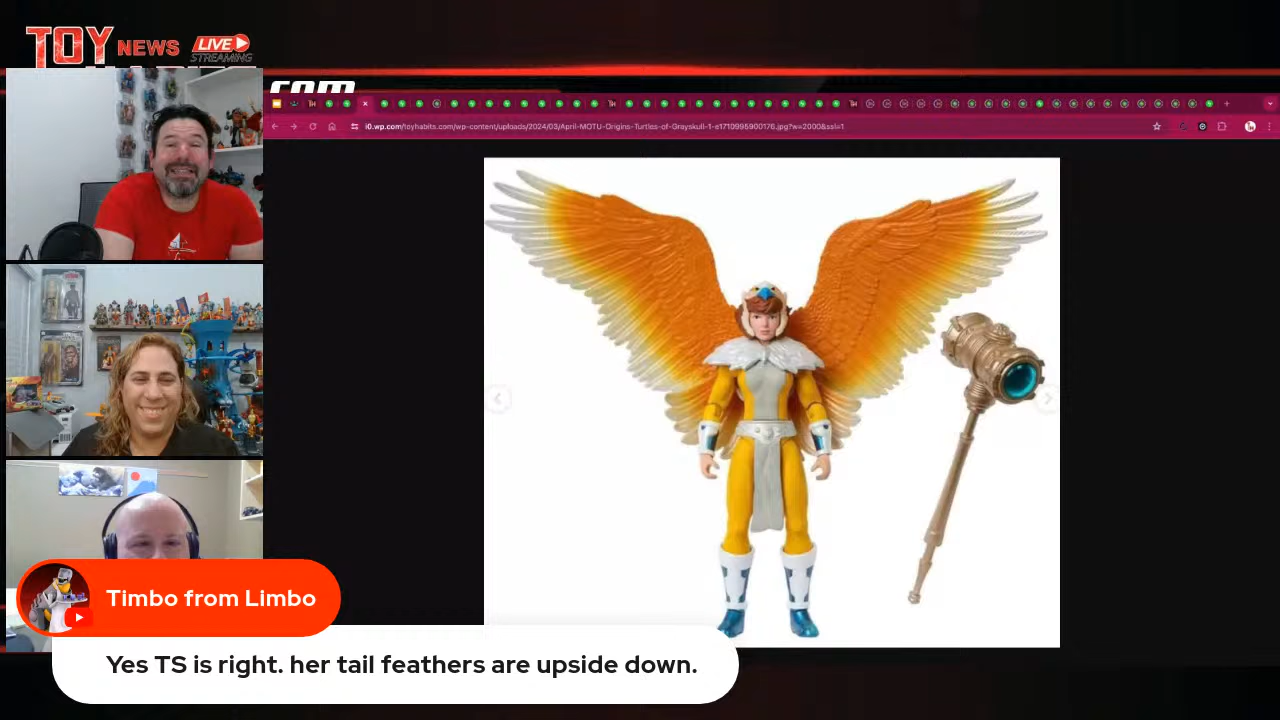 TOY NEWS LIVE
STREAMING
.com
i0.wp.com/toyhabits.com/wp-content/uploads/2024/03/April-MOTU-Origins-Turtles-of-Grayskull-1-e1710995900176.jpg?w=2000&ssl=1
Timbo from Limbo
Yes TS is right. her tail feathers are upside down.